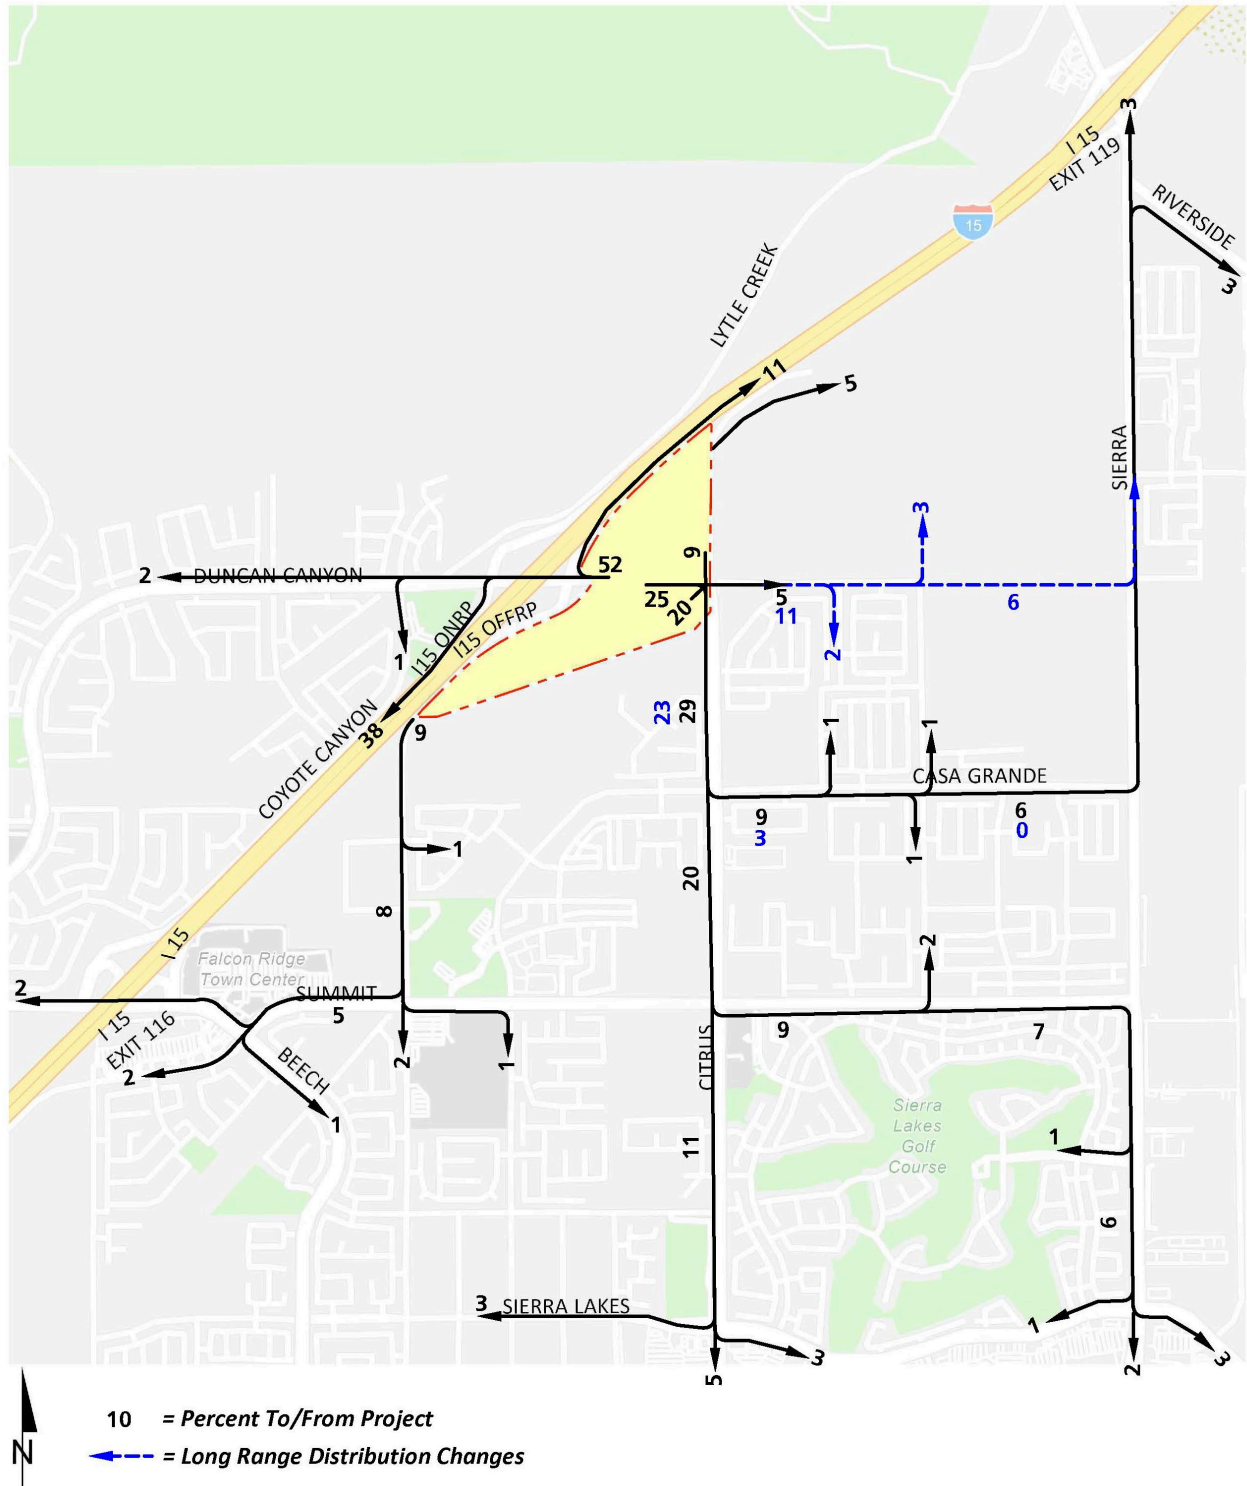 3
I 15
EXIT 119
RIVERSIDE
3
15
LYTLE CREEK
11
5
SIERRA
3
9
52
2
DUNCAN CANYON
25
20
5
11
6
2
1
I15 ONRP
I15 OFFRP
23
29
38
9
COYOTE CANYON
1
1
CASA GRANDE
9
3
6
0
1
1
20
8
2
I 15
Falcon Ridge
Town Center
2
SUMMIT
5
I 15
EXIT 116
2
BEECH
1
2
1
9
7
CITRUS
Sierra
Lakes
Golf
Course
1
11
6
3
SIERRA LAKES
3
5
1
2
3
10 = Percent To/From Project
= Long Range Distribution Changes
N